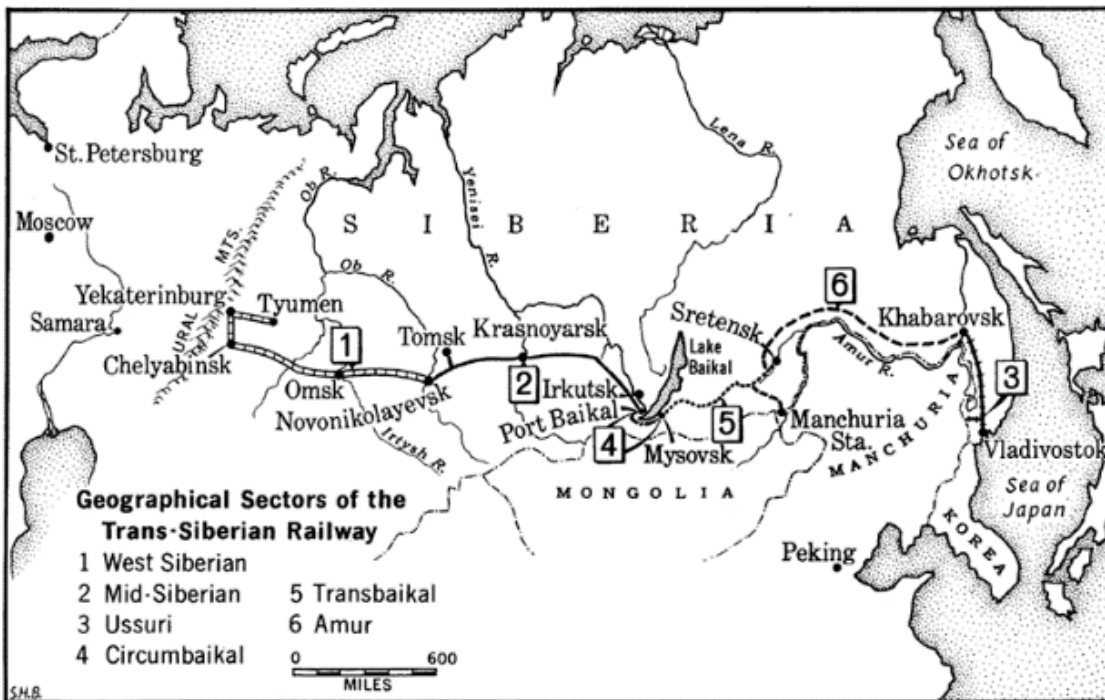 St. Petersburg
Moscow
Samara
URAL MTS.
Yekaterinburg
Tyumen
Chelyabinsk
Omsk
1
Ob R.
Ob R.
Irtysh R.
Novonikolayevsk
Tomsk
Yenisei R.
Krasnoyarsk
2
SIBERIA
Lena R.
Irkutsk
Port Baikal
Lake
Baikal
4
Mysovsk
5
Sretensk
6
Amur R.
Manchuria
Sta.
MANCHURIA
Khabarovsk
3
Vladivostok
Sea of
Okhotsk
Sea of
Japan
KOREA
MONGOLIA
Peking
Geographical Sectors of the
Trans-Siberian Railway
1 West Siberian
2 Mid-Siberian
3 Ussuri
4 Circumbaikal
5 Transbaikal
6 Amur
0 600
MILES
S.H.B.